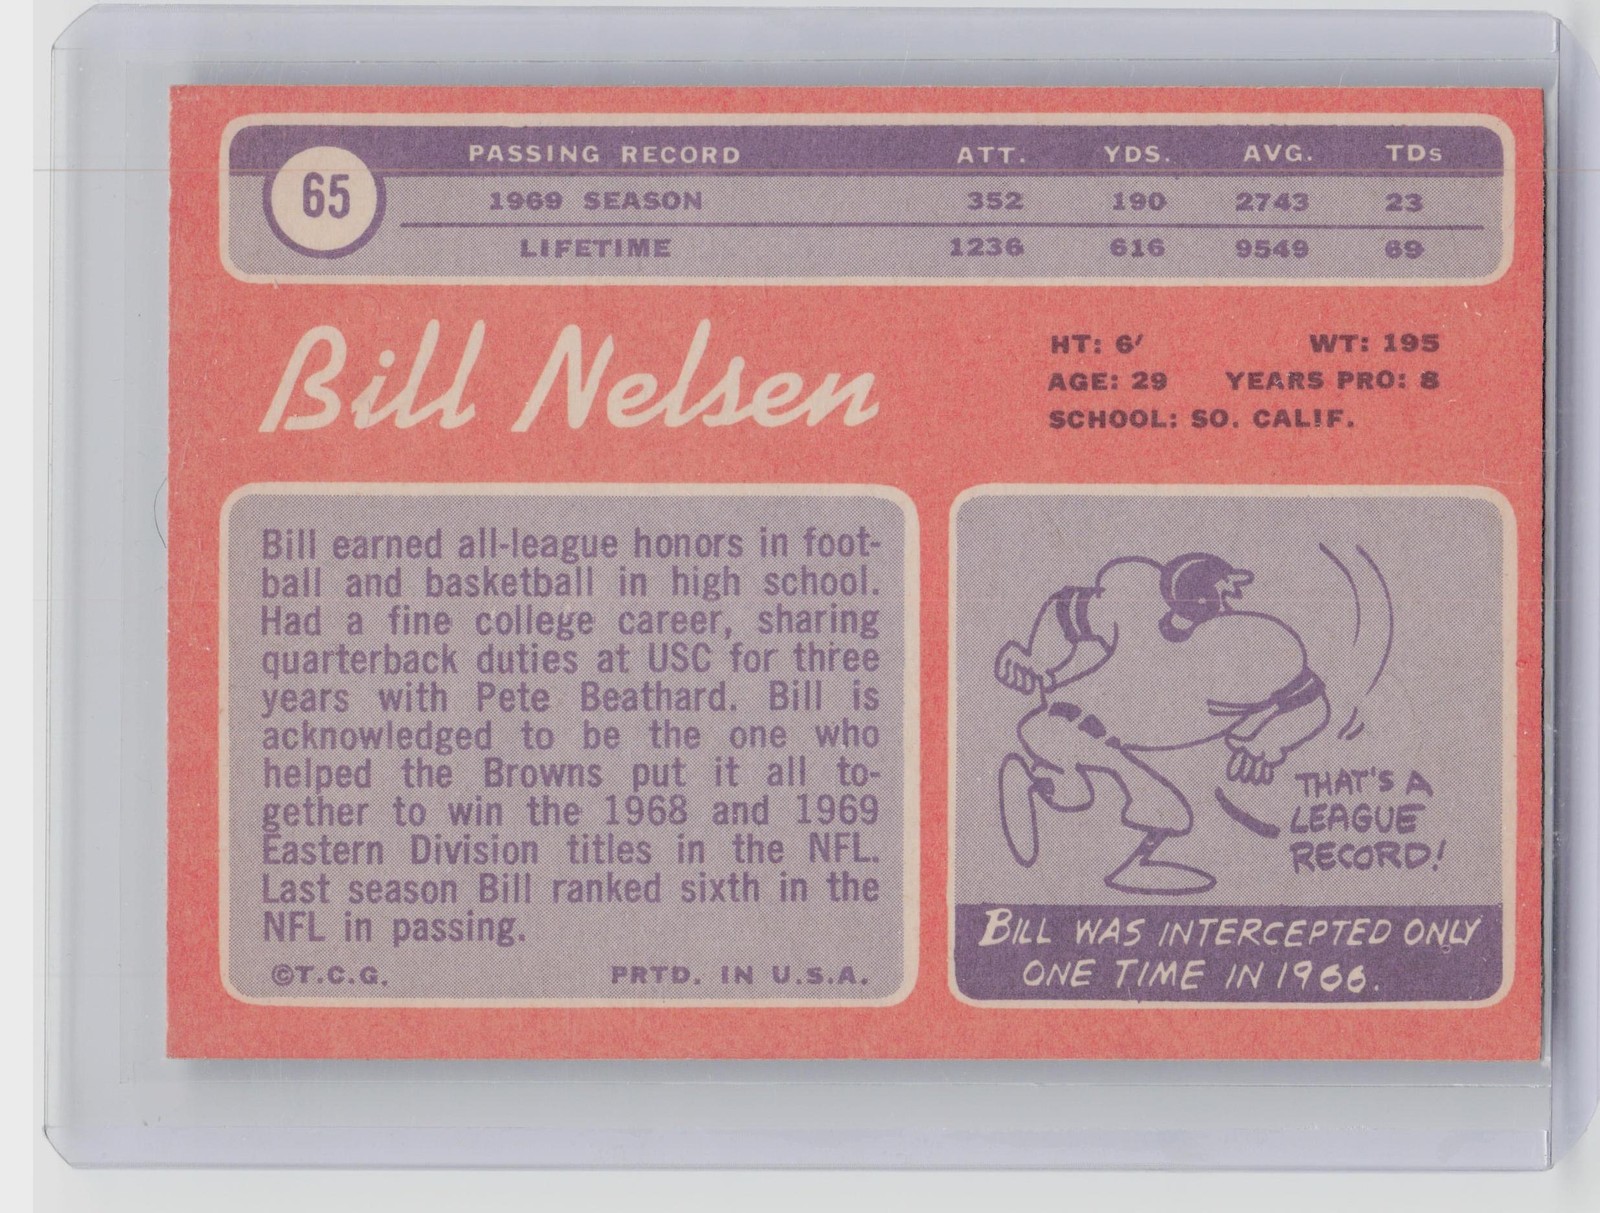 65
PASSING RECORD ATT. YDS. AVG. TDs
1969 SEASON 352 190 2743 23
LIFETIME 1236 616 9549 69
Bill Nelsen
HT: 6' WT: 195
AGE: 29 YEARS PRO: 8
SCHOOL: SO. CALIF.
Bill earned all-league honors in foot-
ball and basketball in high school.
Had a fine college career, sharing
quarterback duties at USC for three
years with Pete Beathard. Bill is
acknowledged to be the one who
helped the Browns put it all to-
gether to win the 1968 and 1969
Eastern Division titles in the NFL.
Last season Bill ranked sixth in the
NFL in passing.
©T.C.G. PRTD. IN U.S.A.
THAT'S A
LEAGUE
RECORD!
BILL WAS INTERCEPTED ONLY
ONE TIME IN 1966.